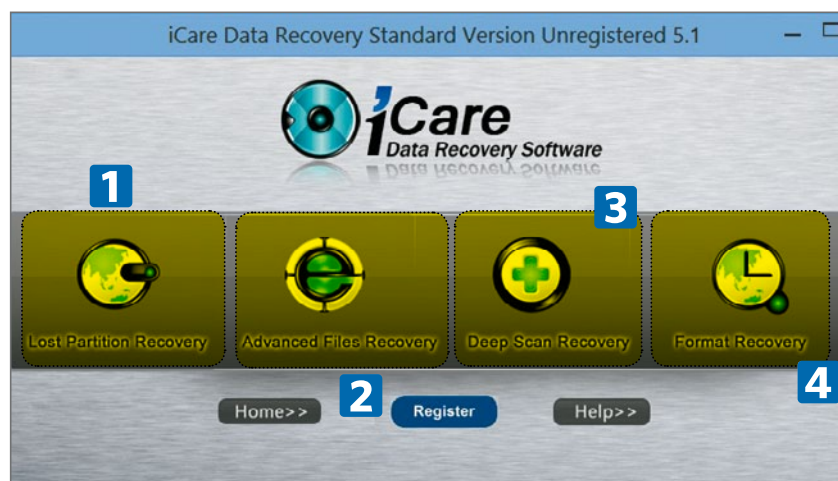 iCare Data Recovery Standard Version Unregistered 5.1
iCare
Data Recovery Software
1
3
Lost Partition Recovery
Advanced Files Recovery
Deep Scan Recovery
Format Recovery
2
4
Home>>
Register
Help>>